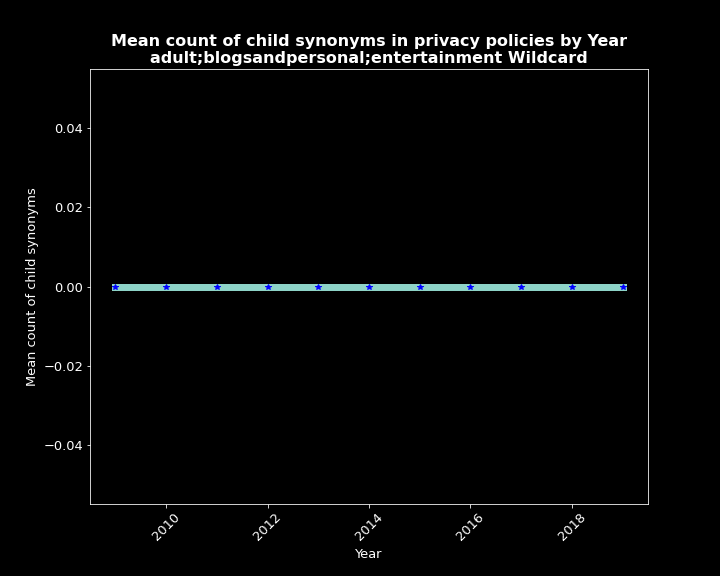 Mean count of child synonyms in privacy policies by Year
adult;blogsandpersonal;entertainment Wildcard
Mean count of child synonyms
0.04
0.02
0.00
−0.02
−0.04
2010
2012
2014
2016
2018
Year